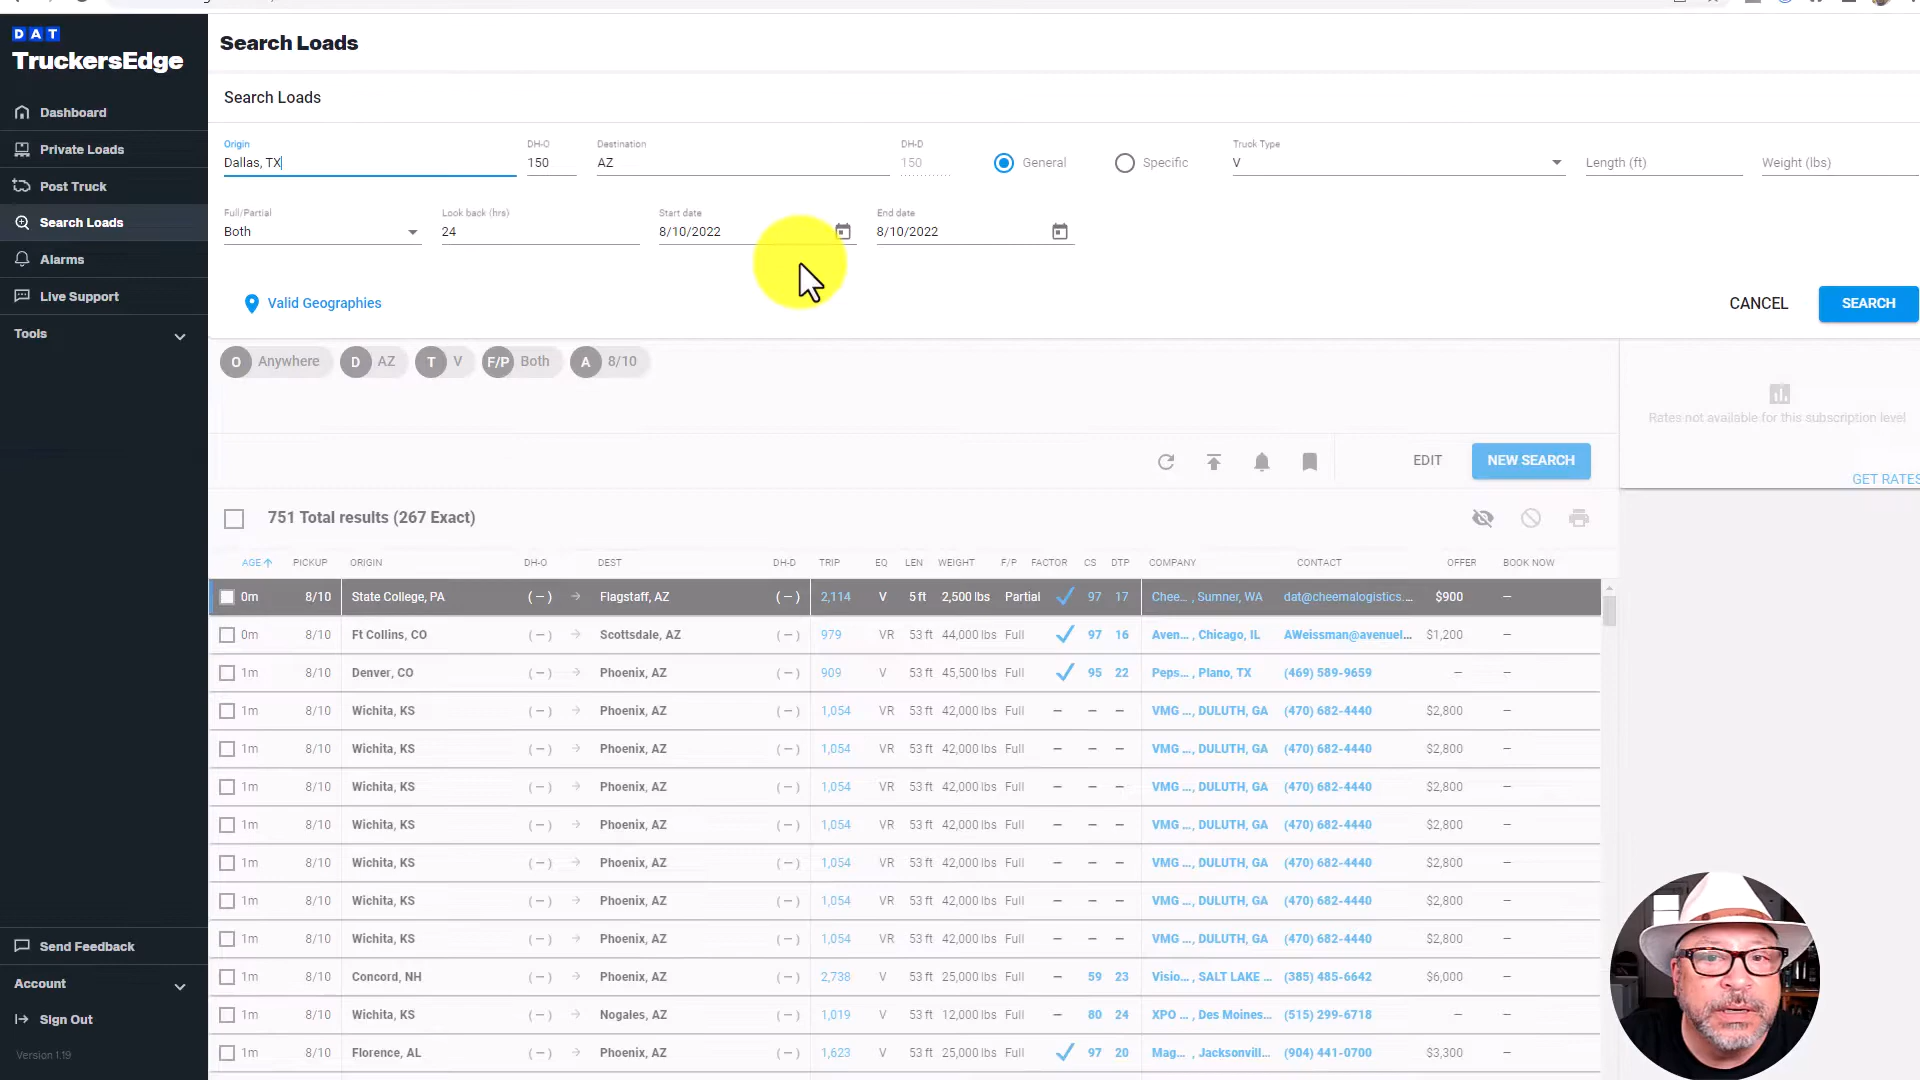 DAT
TruckersEdge
Dashboard
Private Loads
Post Truck
Search Loads
Alarms
Live Support
Tools
Send Feedback
Account
Sign Out
Version 1.19
Search Loads
Search Loads
Origin DH-O Destination DH-D Truck Type
Dallas, TX 150 AZ 150 General Specific V Length (ft) Weight (lbs)
Full/Partial Look back (hrs) Start date End date
Both 24 8/10/2022 8/10/2022
Valid Geographies CANCEL SEARCH
O Anywhere D AZ T V F/P Both A 8/10
Rates not available for this subscription level
GET RATES
EDIT NEW SEARCH
751 Total results (267 Exact)
AGE PICKUP ORIGIN DH-O DEST DH-D TRIP EQ LEN WEIGHT F/P FACTOR CS DTP COMPANY CONTACT OFFER BOOK NOW
0m 8/10 State College, PA (–) Flagstaff, AZ (–) 2,114 V 5 ft 2,500 lbs Partial 97 17 Chee... , Sumner, WA dat@cheemalogistics.... $900 –
0m 8/10 Ft Collins, CO (–) Scottsdale, AZ (–) 979 VR 53 ft 44,000 lbs Full 97 16 Aven... , Chicago, IL AWeissman@avenuel... $1,200 –
1m 8/10 Denver, CO (–) Phoenix, AZ (–) 909 V 53 ft 45,500 lbs Full 95 22 Peps... , Plano, TX (469) 589-9659 – –
1m 8/10 Wichita, KS (–) Phoenix, AZ (–) 1,054 VR 53 ft 42,000 lbs Full – – – VMG ..., DULUTH, GA (470) 682-4440 $2,800 –
1m 8/10 Wichita, KS (–) Phoenix, AZ (–) 1,054 VR 53 ft 42,000 lbs Full – – – VMG ..., DULUTH, GA (470) 682-4440 $2,800 –
1m 8/10 Wichita, KS (–) Phoenix, AZ (–) 1,054 VR 53 ft 42,000 lbs Full – – – VMG ..., DULUTH, GA (470) 682-4440 $2,800 –
1m 8/10 Wichita, KS (–) Phoenix, AZ (–) 1,054 VR 53 ft 42,000 lbs Full – – – VMG ..., DULUTH, GA (470) 682-4440 $2,800 –
1m 8/10 Wichita, KS (–) Phoenix, AZ (–) 1,054 VR 53 ft 42,000 lbs Full – – – VMG ..., DULUTH, GA (470) 682-4440 $2,800 –
1m 8/10 Wichita, KS (–) Phoenix, AZ (–) 1,054 VR 53 ft 42,000 lbs Full – – – VMG ..., DULUTH, GA (470) 682-4440 $2,800 –
1m 8/10 Wichita, KS (–) Phoenix, AZ (–) 1,054 VR 53 ft 42,000 lbs Full – – – VMG ..., DULUTH, GA (470) 682-4440 $2,800 –
1m 8/10 Concord, NH (–) Phoenix, AZ (–) 2,738 V 53 ft 25,000 lbs Full – 59 23 Visio... , SALT LAKE ... (385) 485-6642 $6,000 –
1m 8/10 Wichita, KS (–) Nogales, AZ (–) 1,019 V 53 ft 12,000 lbs Full – 80 24 XPO ... , Des Moines... (515) 299-6718 – –
1m 8/10 Florence, AL (–) Phoenix, AZ (–) 1,623 V 53 ft 25,000 lbs Full 97 20 Mag... , Jacksonvill... (904) 441-0700 $3,300 –